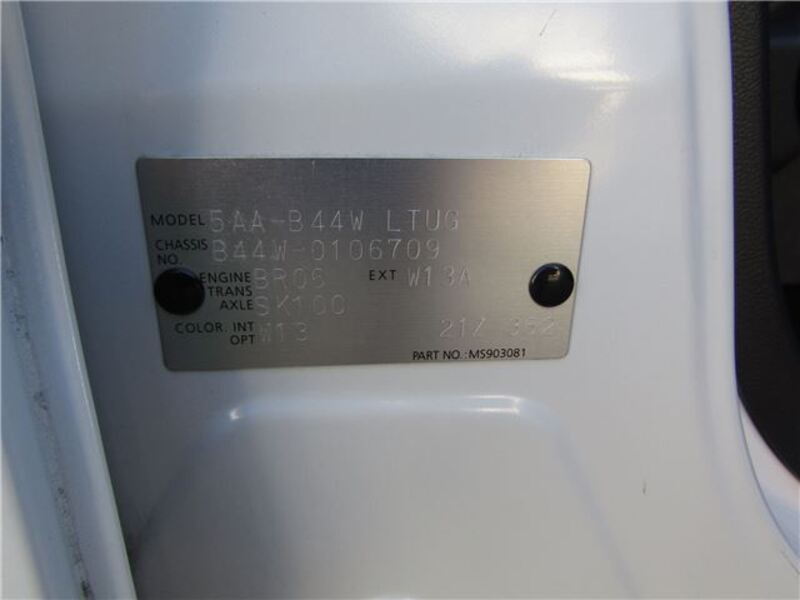 MODEL 5AA-B44W LTUG
CHASSIS NO. B44W-0106709
ENGINE BR06 EXT W13A
TRANS AXLE SK100
COLOR. INT OPT W13 21Z 352
PART NO.: MS903081